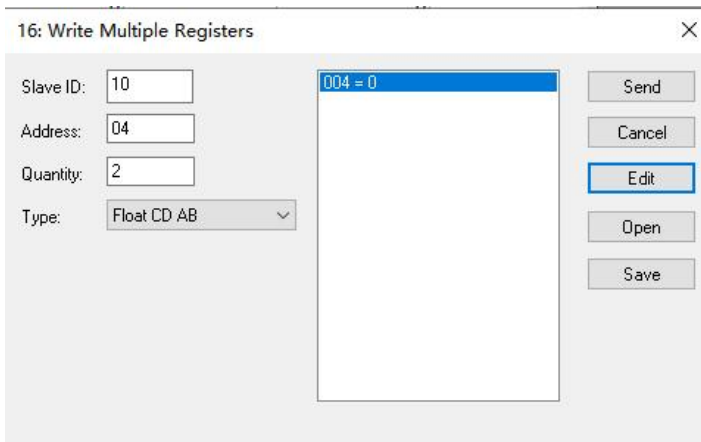 16: Write Multiple Registers
Slave ID: 10
Address: 04
Quantity: 2
Type: Float CD AB
004 = 0
Send
Cancel
Edit
Open
Save